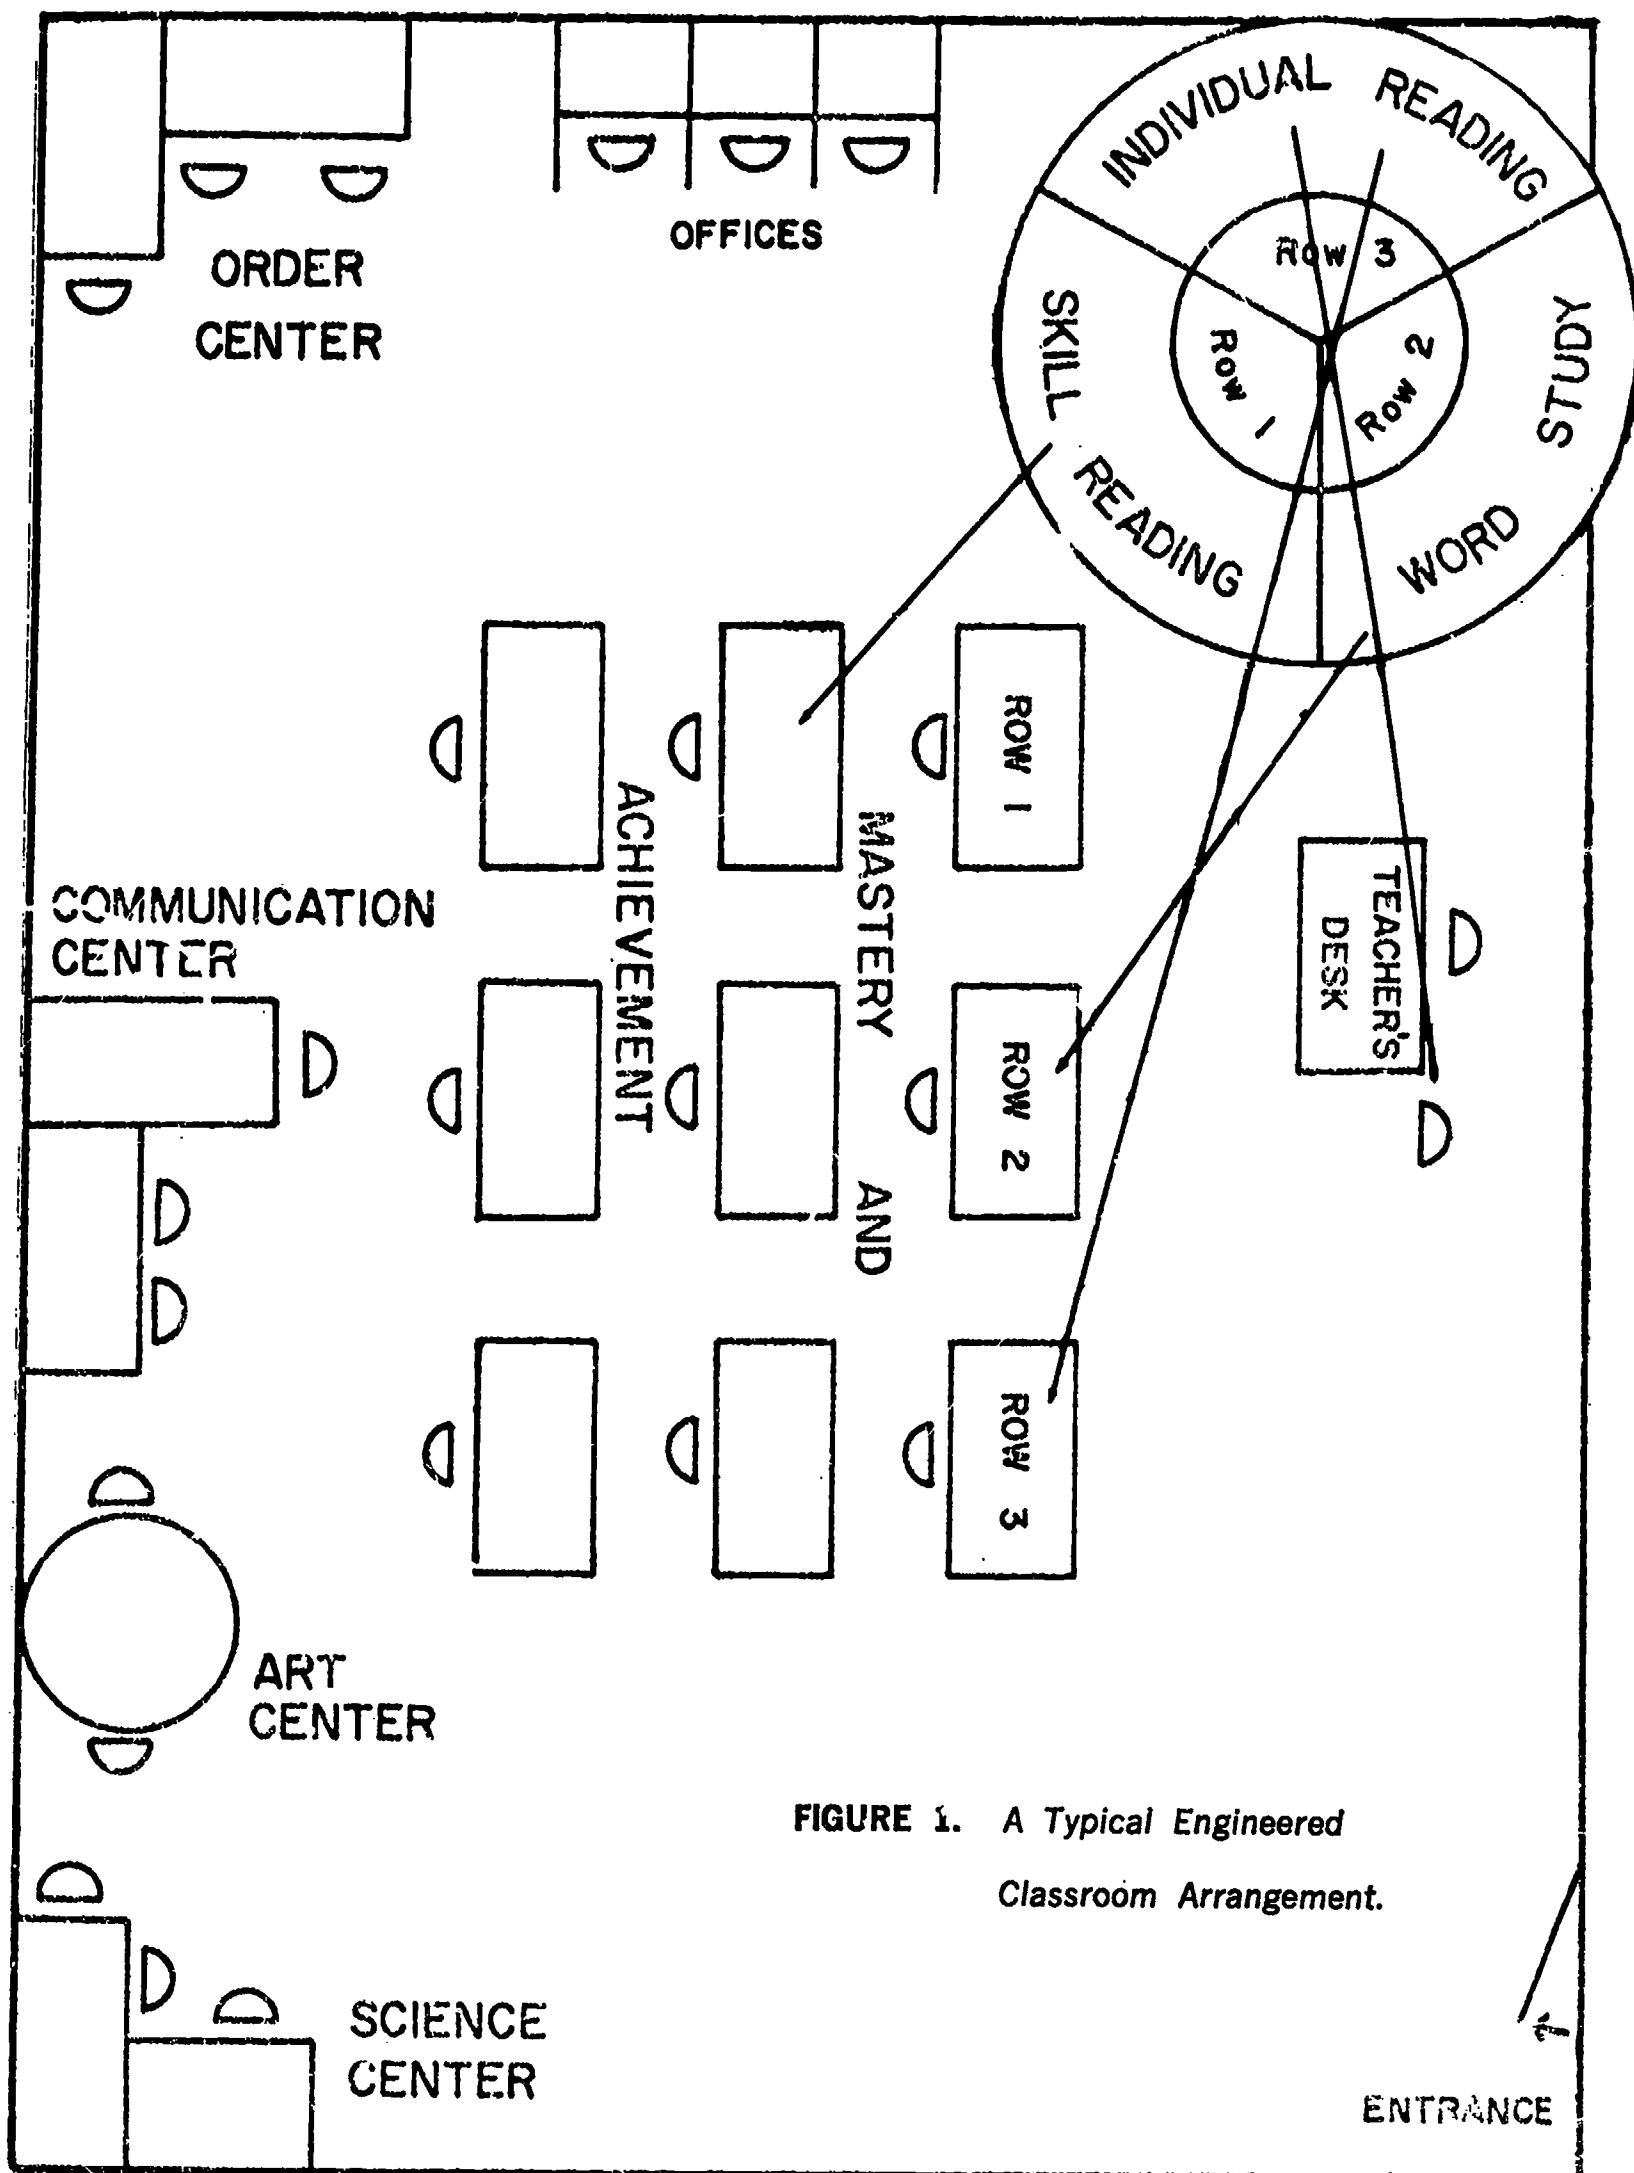 INDIVIDUAL READING
Row 3
SKILL READING
Row 1
Row 2
WORD STUDY
OFFICES
ORDER
CENTER
ROW 1
MASTERY AND
ACHIEVEMENT
TEACHER'S
DESK
COMMUNICATION
CENTER
ROW 2
ROW 3
ART
CENTER
FIGURE 1. A Typical Engineered
Classroom Arrangement.
SCIENCE
CENTER
ENTRANCE